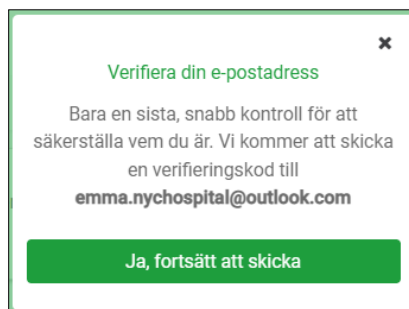 Verifiera din e-postadress
Bara en sista, snabb kontroll för att
säkerställa vem du är. Vi kommer att skicka
en verifieringskod till
emma.nychospital@outlook.com
Ja, fortsätt att skicka